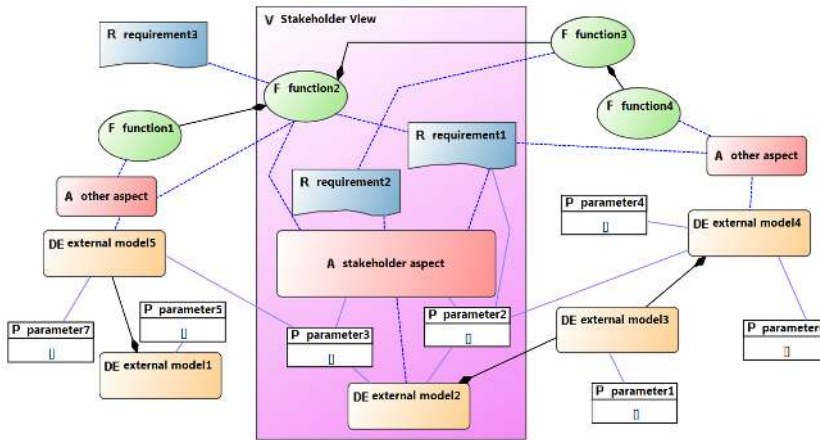 V Stakeholder View
R requirement3
F function3
F function2
F function4
F function1
R requirement1
A other aspect
R requirement2
A other aspect
P parameter4
[]
DE external model4
DE external model5
A stakeholder aspect
P parameter5
[]
P parameter2
[]
P parameter7
[]
P parameter3
[]
DE external model3
P paramete
[]
DE external model1
DE external model2
P parameter1
[]